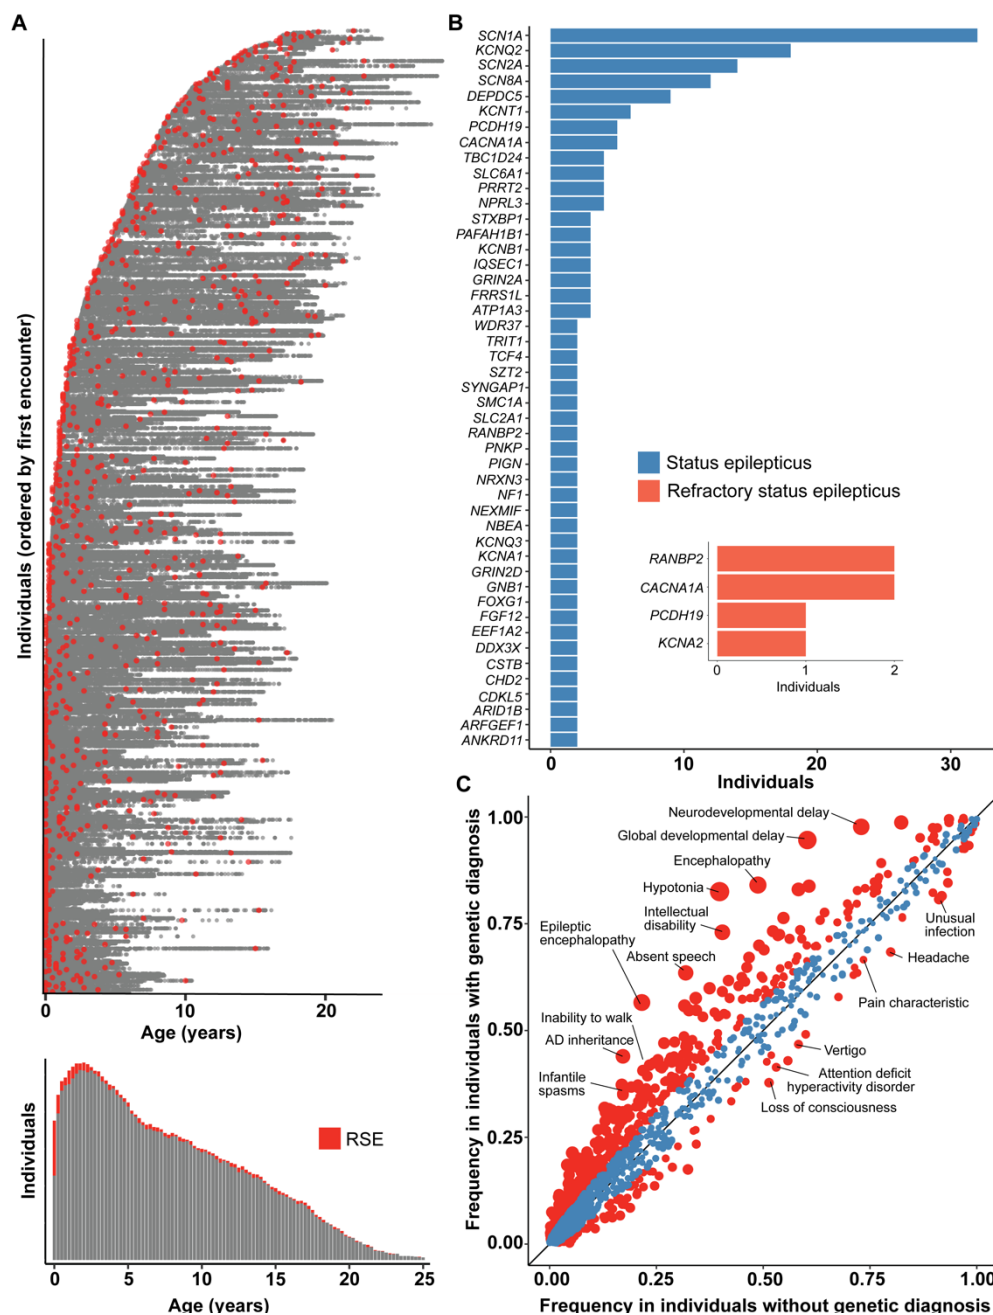 A
Individuals (ordered by first encounter)
0
10
20
Age (years)
Individuals
RSE
0
5
10
15
20
25
Age (years)
B
SCN1A
KCNQ2
SCN2A
SCN8A
DEPDC5
KCNT1
PCDH19
CACNA1A
TBC1D24
SLC6A1
PRRT2
NPRL3
STXBP1
PAFAH1B1
KCNB1
IQSEC1
GRIN2A
FRRS1L
ATP1A3
WDR37
TRIT1
TCF4
SZT2
SYNGAP1
SMC1A
SLC2A1
RANBP2
PNKP
PIGN
NRXN3
NF1
NEXMIF
NBEA
KCNQ3
KCNA1
GRIN2D
GNB1
FOXG1
FGF12
EEF1A2
DDX3X
CSTB
CHD2
CDKL5
ARID1B
ARFGEF1
ANKRD11
0
10
20
30
Individuals
Status epilepticus
Refractory status epilepticus
RANBP2
CACNA1A
PCDH19
KCNA2
0
1
2
Individuals
C
Frequency in individuals with genetic diagnosis
1.00
0.75
0.50
0.25
0.00
Neurodevelopmental delay
Global developmental delay
Encephalopathy
Hypotonia
Intellectual
disability
Epileptic
encephalopathy
Absent speech
Inability to walk
AD inheritance
Infantile
spasms
Unusual
infection
Headache
Pain characteristic
Vertigo
Attention deficit
hyperactivity disorder
Loss of consciousness
0.00
0.25
0.50
0.75
1.00
Frequency in individuals without genetic diagnosis